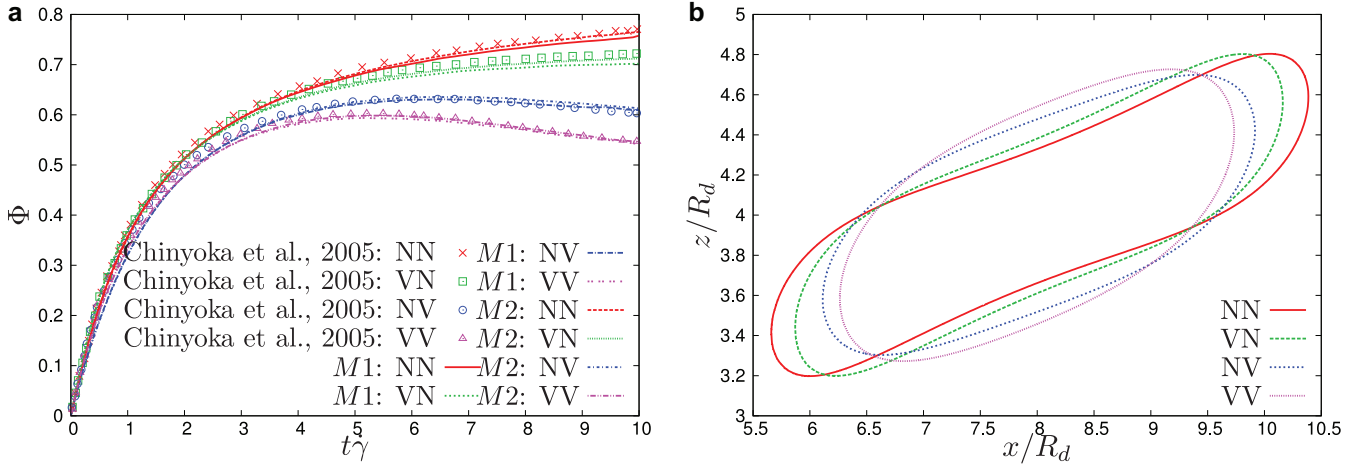 a
0.8
0.7
0.6
0.5
0.4
0.3
0.2
0.1
0
Φ
Chinyoka et al., 2005: NN
Chinyoka et al., 2005: VN
Chinyoka et al., 2005: NV
Chinyoka et al., 2005: VV
M1: NN
M1: VN
M1: NV
M1: VV
M2: NN
M2: VN
M2: NV
M2: VV
0 1 2 3 4 5 6 7 8 9 10
tγ̇
b
5
4.8
4.6
4.4
4.2
4
3.8
3.6
3.4
3.2
3
z/R_d
NN
VN
NV
VV
5.5 6 6.5 7 7.5 8 8.5 9 9.5 10 10.5
x/R_d